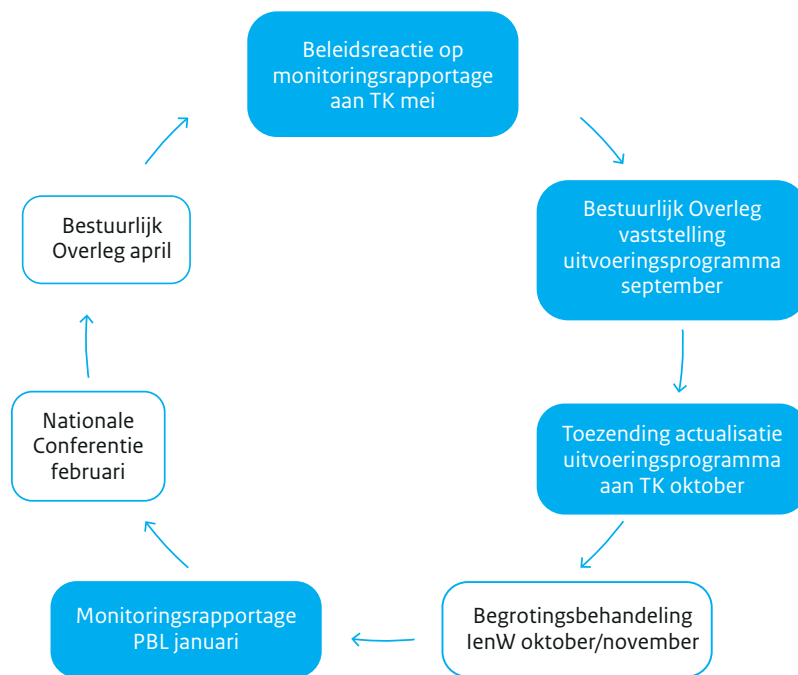 Beleidsreactie op
monitoringsrapportage
aan TK mei
Bestuurlijk Overleg
vaststelling
uitvoeringsprogramma
september
Toezending actualisatie
uitvoeringsprogramma
aan TK oktober
Begrotingsbehandeling
IenW oktober/november
Monitoringsrapportage
PBL januari
Nationale
Conferentie
februari
Bestuurlijk
Overleg april